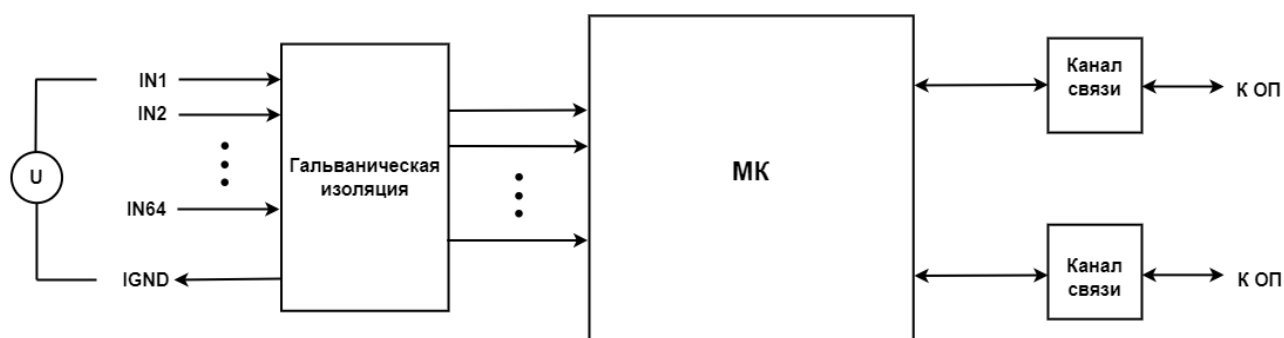 IN1
IN2
IN64
IGND
U
Гальваническая
изоляция
МК
Канал
связи
К ОП
Канал
связи
К ОП